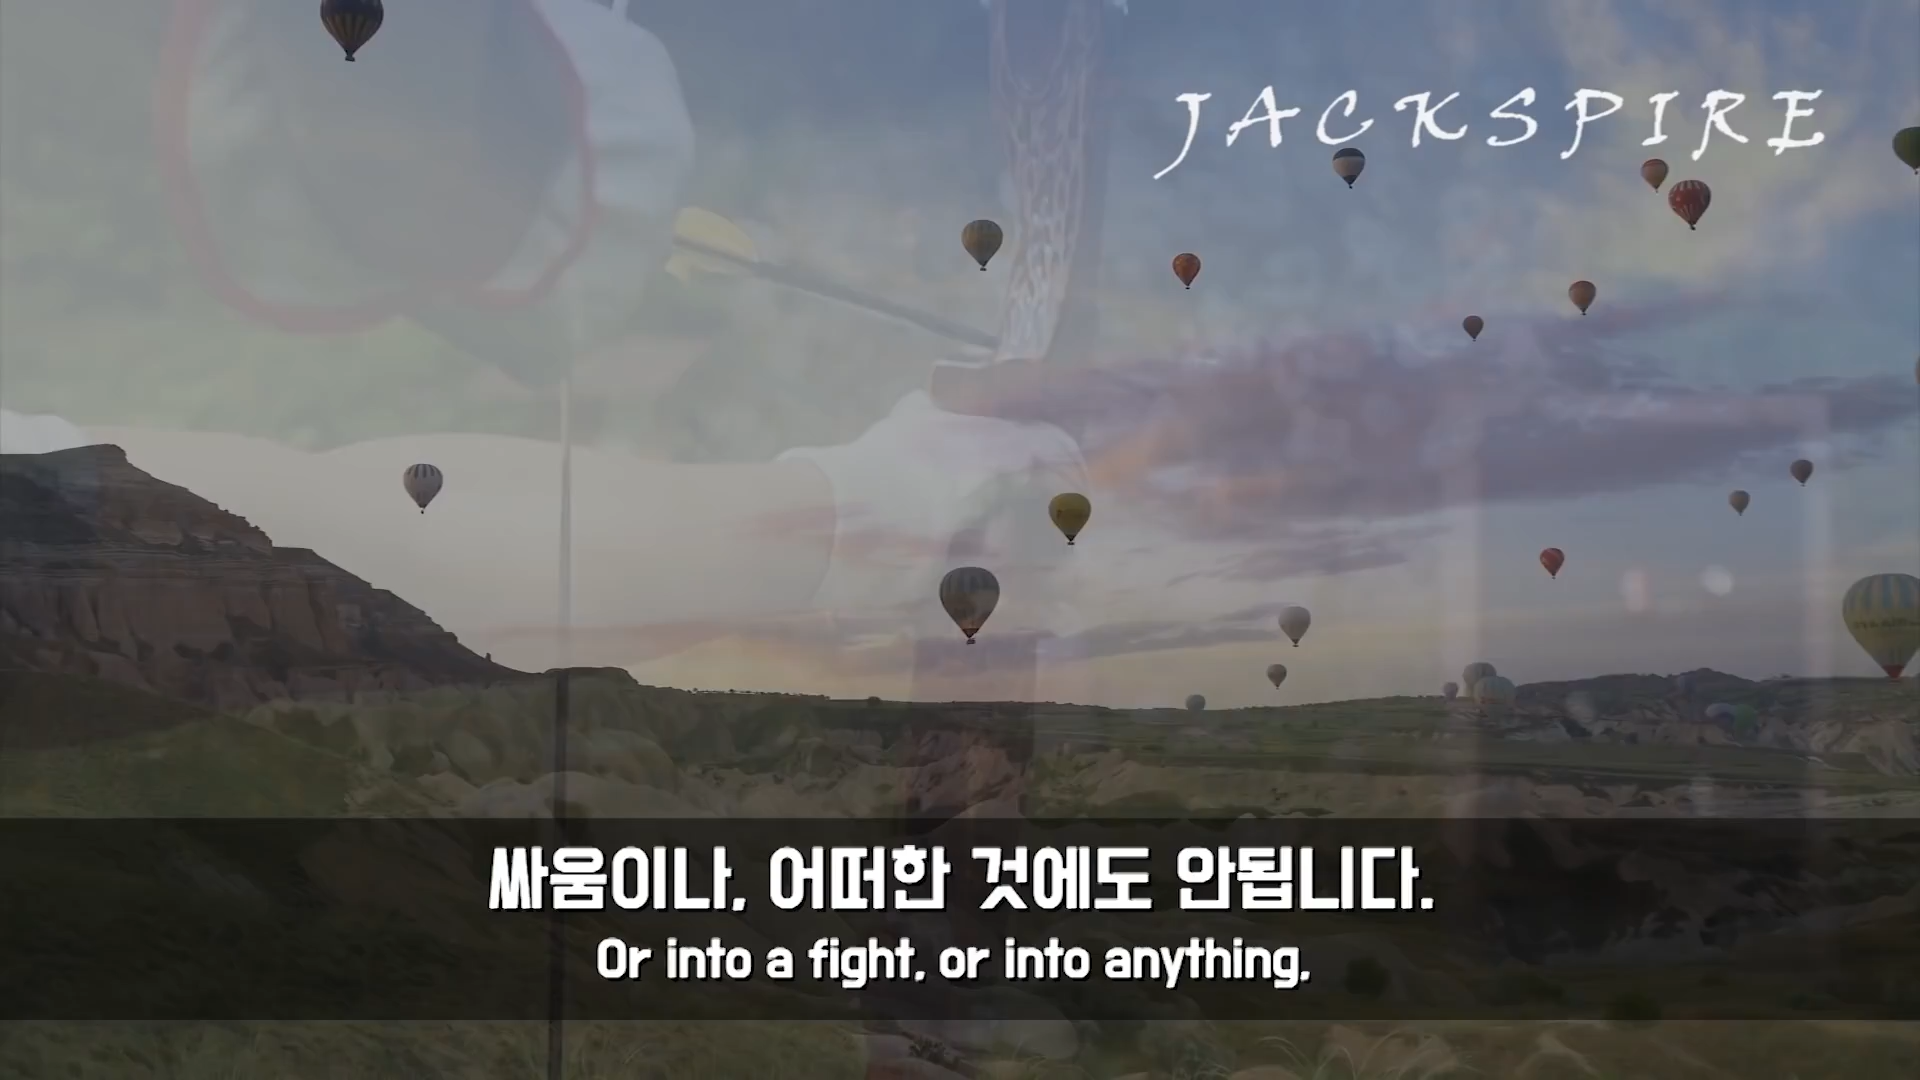 JACKSPIRE
싸움이나, 어떠한 것에도 안됩니다.
Or into a fight, or into anything,